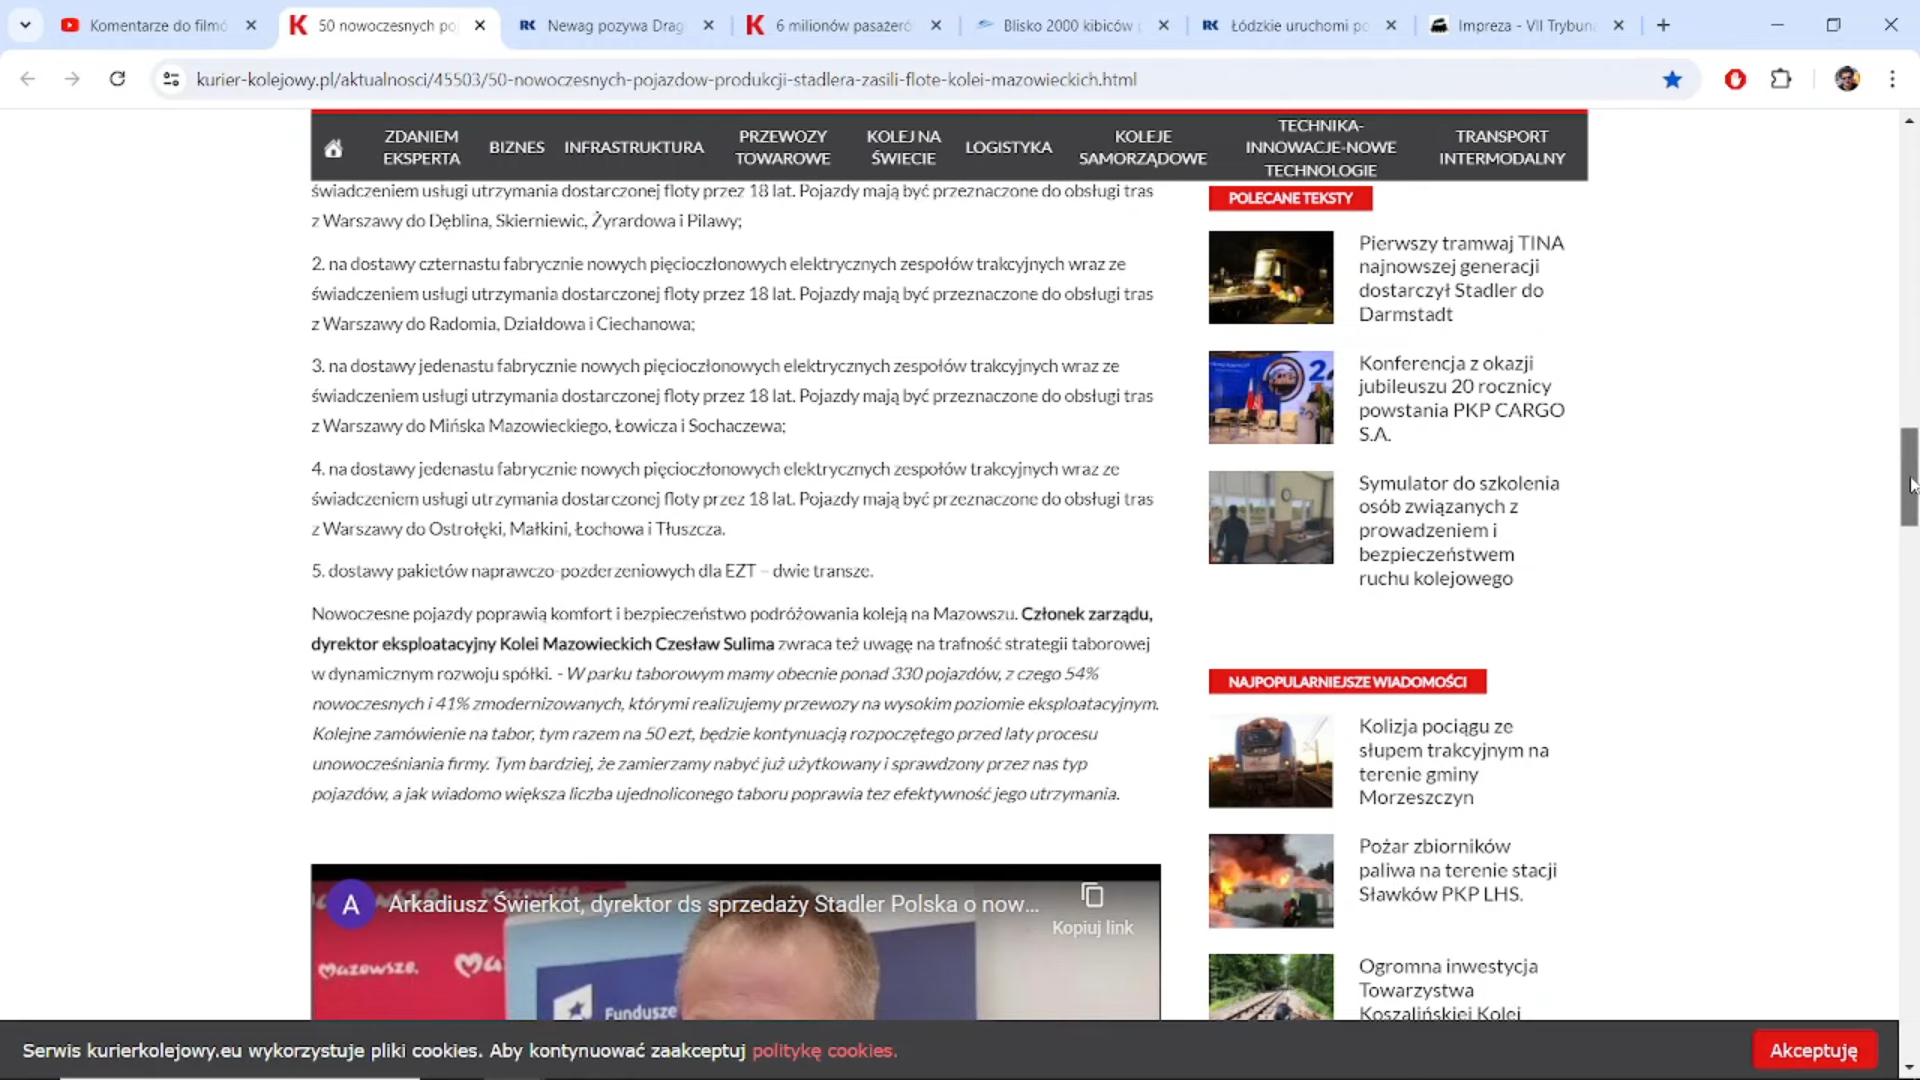 Komentarze do filmó
50 nowoczesnych po
Newag pozywa Drag
6 milionów pasażeró
Blisko 2000 kibiców
Łódzkie uruchomi po
Impreza - VII Trybun
kurier-kolejowy.pl/aktualnosci/45503/50-nowoczesnych-pojazdow-produkcji-stadlera-zasili-flote-kolei-mazowieckich.html
ZDANIEM
EKSPERTA
BIZNES
INFRASTRUKTURA
PRZEWOZY
TOWAROWE
KOLEJ NA
ŚWIECIE
LOGISTYKA
KOLEJE
SAMORZĄDOWE
TECHNIKA-
INNOWACJE-NOWE
TECHNOLOGIE
TRANSPORT
INTERMODALNY
świadczeniem usługi utrzymania dostarczonej floty przez 18 lat. Pojazdy mają być przeznaczone do obsługi tras
z Warszawy do Dęblina, Skierniewic, Żyrardowa i Pilawy;
2. na dostawy czternastu fabrycznie nowych pięcioczłonowych elektrycznych zespołów trakcyjnych wraz ze
świadczeniem usługi utrzymania dostarczonej floty przez 18 lat. Pojazdy mają być przeznaczone do obsługi tras
z Warszawy do Radomia, Działdowa i Ciechanowa;
3. na dostawy jedenastu fabrycznie nowych pięcioczłonowych elektrycznych zespołów trakcyjnych wraz ze
świadczeniem usługi utrzymania dostarczonej floty przez 18 lat. Pojazdy mają być przeznaczone do obsługi tras
z Warszawy do Mińska Mazowieckiego, Łowicza i Sochaczewa;
4. na dostawy jedenastu fabrycznie nowych pięcioczłonowych elektrycznych zespołów trakcyjnych wraz ze
świadczeniem usługi utrzymania dostarczonej floty przez 18 lat. Pojazdy mają być przeznaczone do obsługi tras
z Warszawy do Ostrołęki, Małkini, Łochowa i Tłuszcza.
5. dostawy pakietów naprawczo-pozderzeniowych dla EZT – dwie transze.
Nowoczesne pojazdy poprawią komfort i bezpieczeństwo podróżowania koleją na Mazowszu. Członek zarządu,
dyrektor eksploatacyjny Kolei Mazowieckich Czesław Sulima zwraca też uwagę na trafność strategii taborowej
w dynamicznym rozwoju spółki. - W parku taborowym mamy obecnie ponad 330 pojazdów, z czego 54%
nowoczesnych i 41% zmodernizowanych, którymi realizujemy przewozy na wysokim poziomie eksploatacyjnym.
Kolejne zamówienie na tabor, tym razem na 50 ezt, będzie kontynuacją rozpoczętego przed laty procesu
unowocześniania firmy. Tym bardziej, że zamierzamy nabyć już użytkowany i sprawdzony przez nas typ
pojazdów, a jak wiadomo większa liczba ujednoliconego taboru poprawia tez efektywność jego utrzymania.
A
Arkadiusz Świerkot, dyrektor ds sprzedaży Stadler Polska o now...
Kopiuj link
Mazowsze.
Fundusze
POLECANE TEKSTY
Pierwszy tramwaj TINA
najnowszej generacji
dostarczył Stadler do
Darmstadt
Konferencja z okazji
jubileuszu 20 rocznicy
powstania PKP CARGO
S.A.
Symulator do szkolenia
osób związanych z
prowadzeniem i
bezpieczeństwem
ruchu kolejowego
NAJPOPULARNIEJSZE WIADOMOŚCI
Kolizja pociągu ze
słupem trakcyjnym na
terenie gminy
Morzeszczyn
Pożar zbiorników
paliwa na terenie stacji
Sławków PKP LHS.
Ogromna inwestycja
Towarzystwa
Koszalińskiej Kolei
Serwis kurierkolejowy.eu wykorzystuje pliki cookies. Aby kontynuować zaakceptuj politykę cookies.
Akceptuję